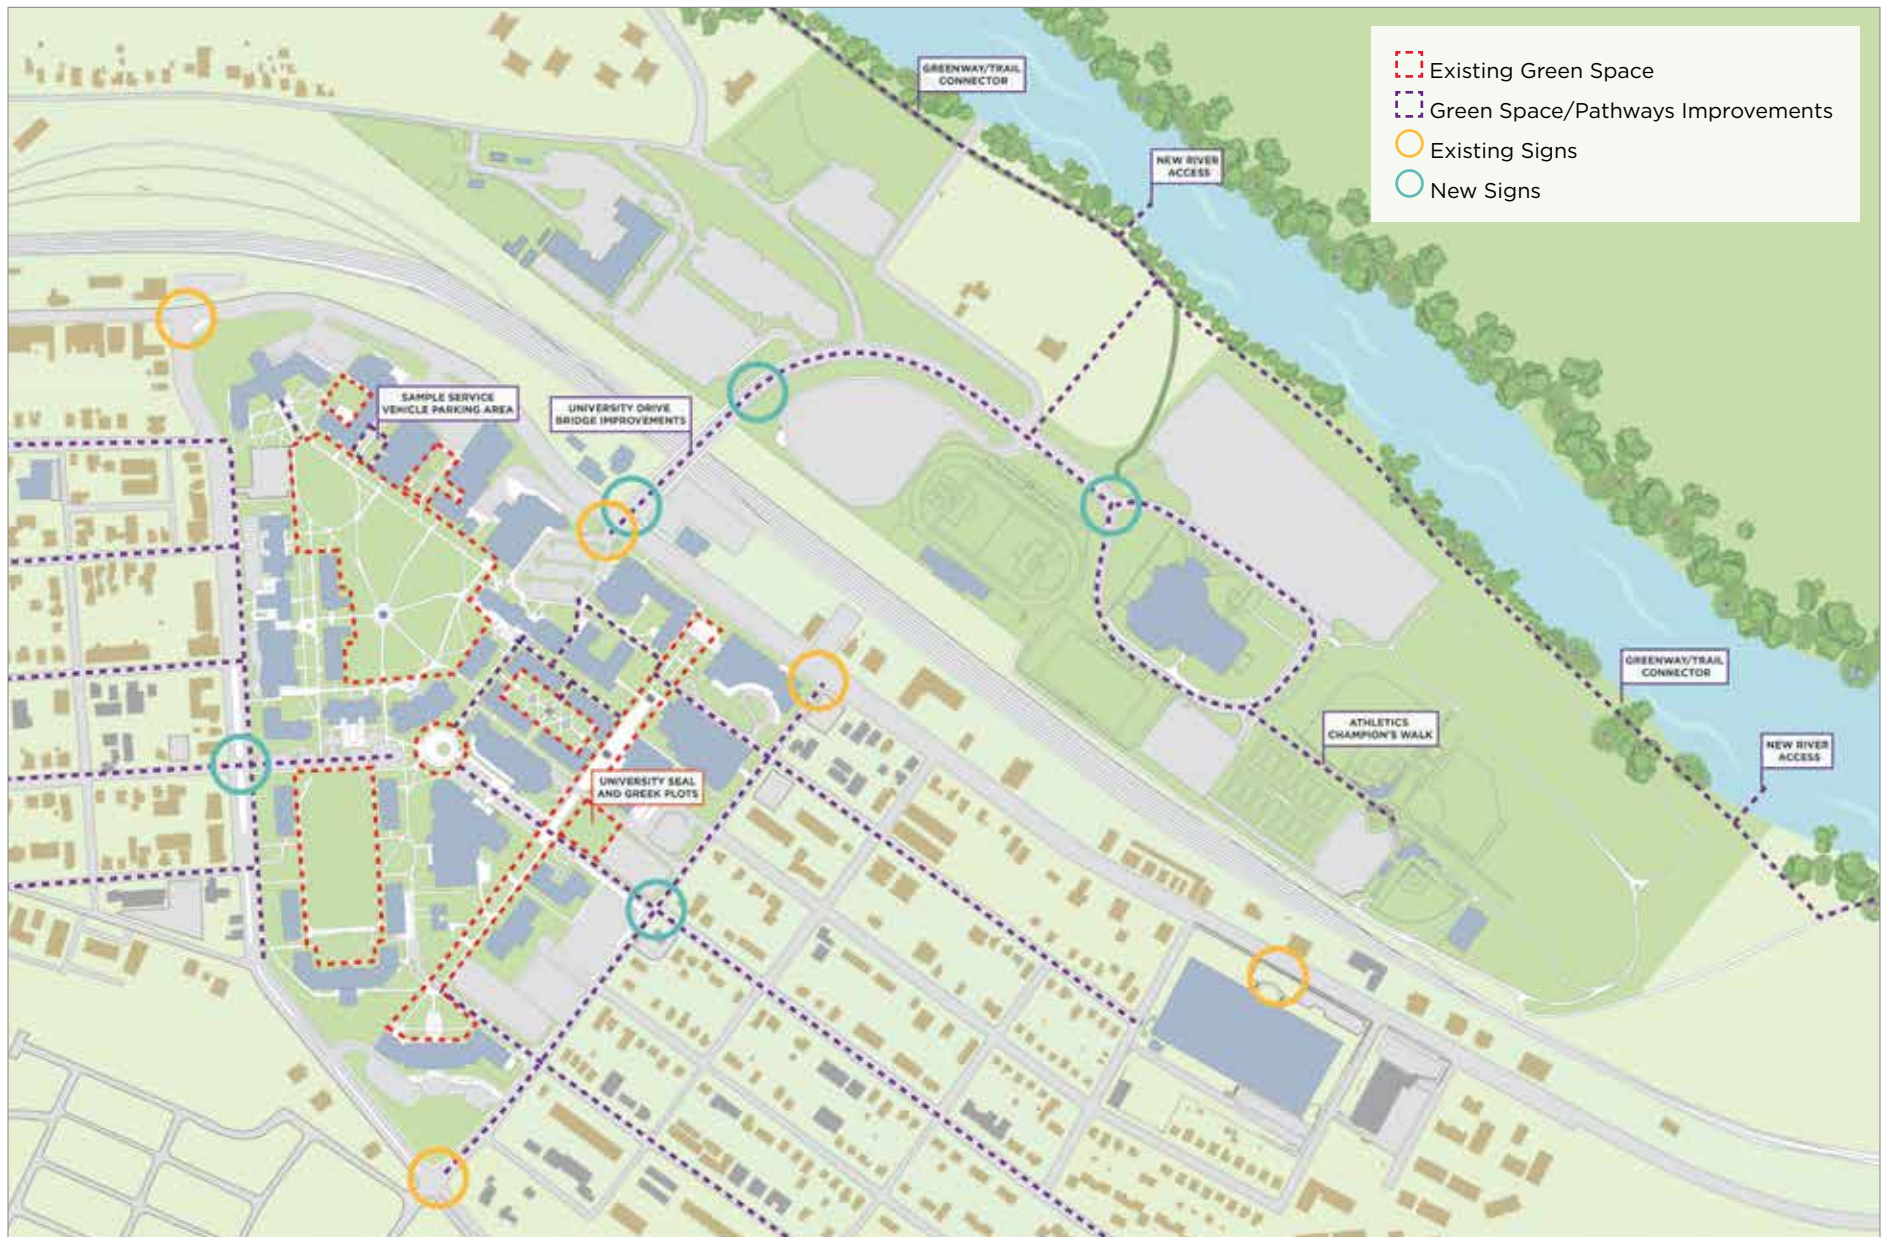 GREENWAY/TRAIL
CONNECTOR
NEW RIVER
ACCESS
Existing Green Space
Green Space/Pathways Improvements
Existing Signs
New Signs
SAMPLE SERVICE
VEHICLE PARKING AREA
UNIVERSITY DRIVE
BRIDGE IMPROVEMENTS
GREENWAY/TRAIL
CONNECTOR
ATHLETICS
CHAMPION'S WALK
NEW RIVER
ACCESS
UNIVERSITY SEAL
AND GREEK PLOTS